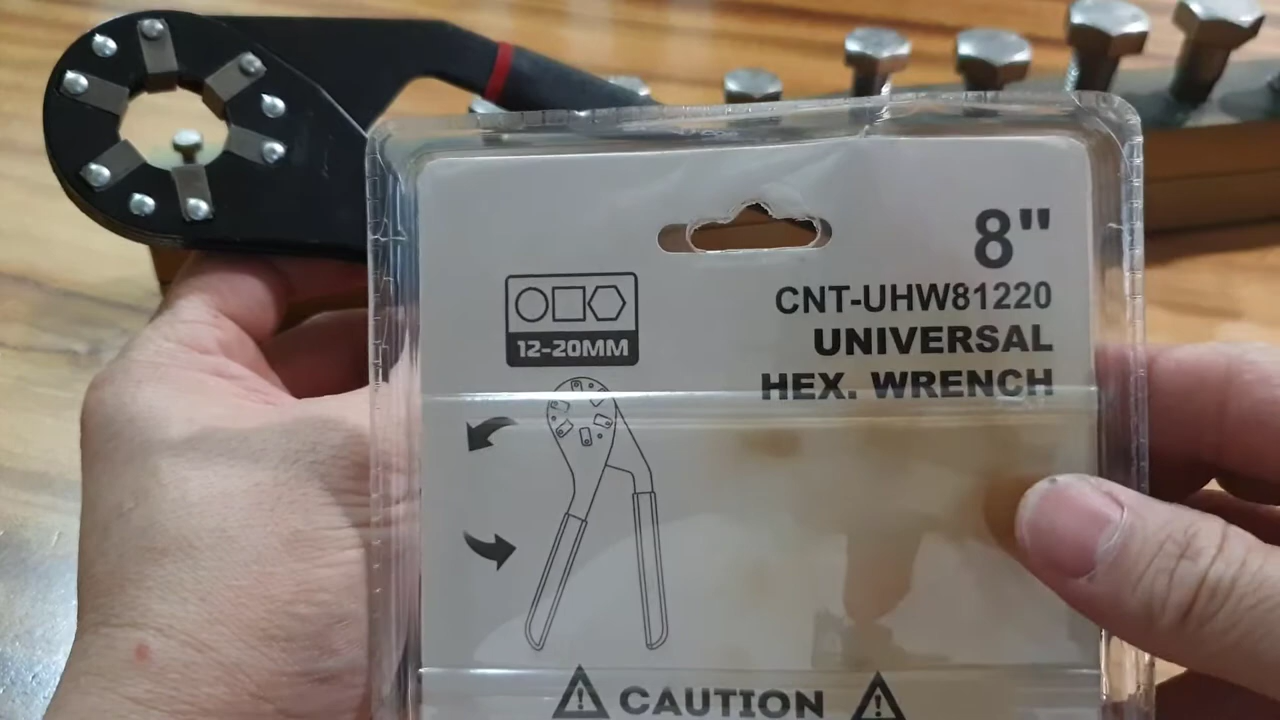 8"
CNT-UHW81220
UNIVERSAL
HEX. WRENCH
12-20MM
CAUTION